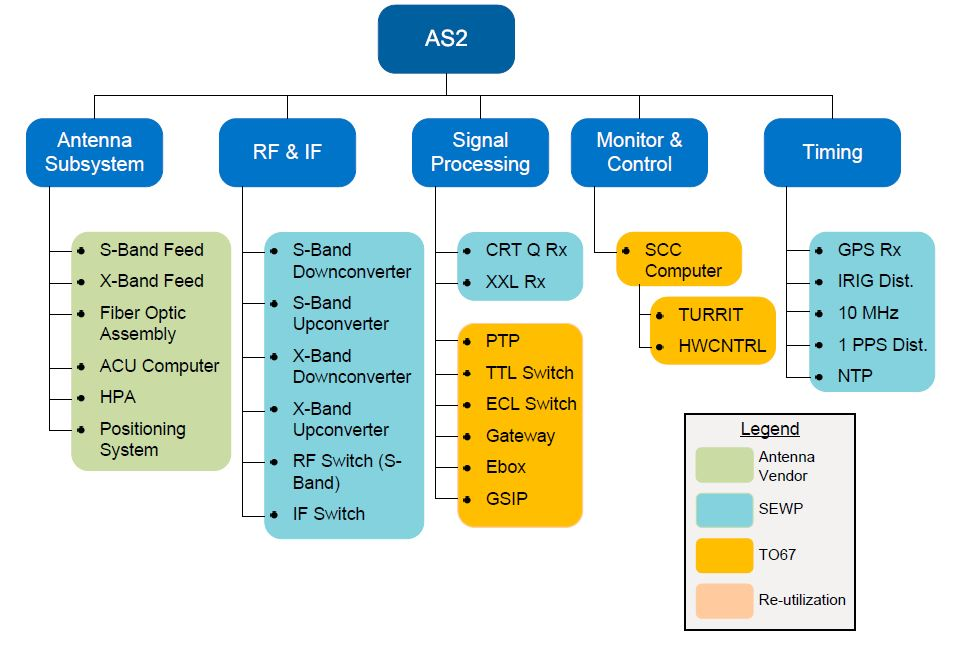 AS2
Antenna
Subsystem
RF & IF
Signal
Processing
Monitor &
Control
Timing
S-Band Feed
X-Band Feed
Fiber Optic
Assembly
ACU Computer
HPA
Positioning
System
S-Band
Downconverter
S-Band
Upconverter
X-Band
Downconverter
X-Band
Upconverter
RF Switch (S-
Band)
IF Switch
CRT Q Rx
XXL Rx
PTP
TTL Switch
ECL Switch
Gateway
Ebox
GSIP
SCC
Computer
TURRIT
HWCNTRL
GPS Rx
IRIG Dist.
10 MHz
1 PPS Dist.
NTP
Legend
Antenna
Vendor
SEWP
TO67
Re-utilization